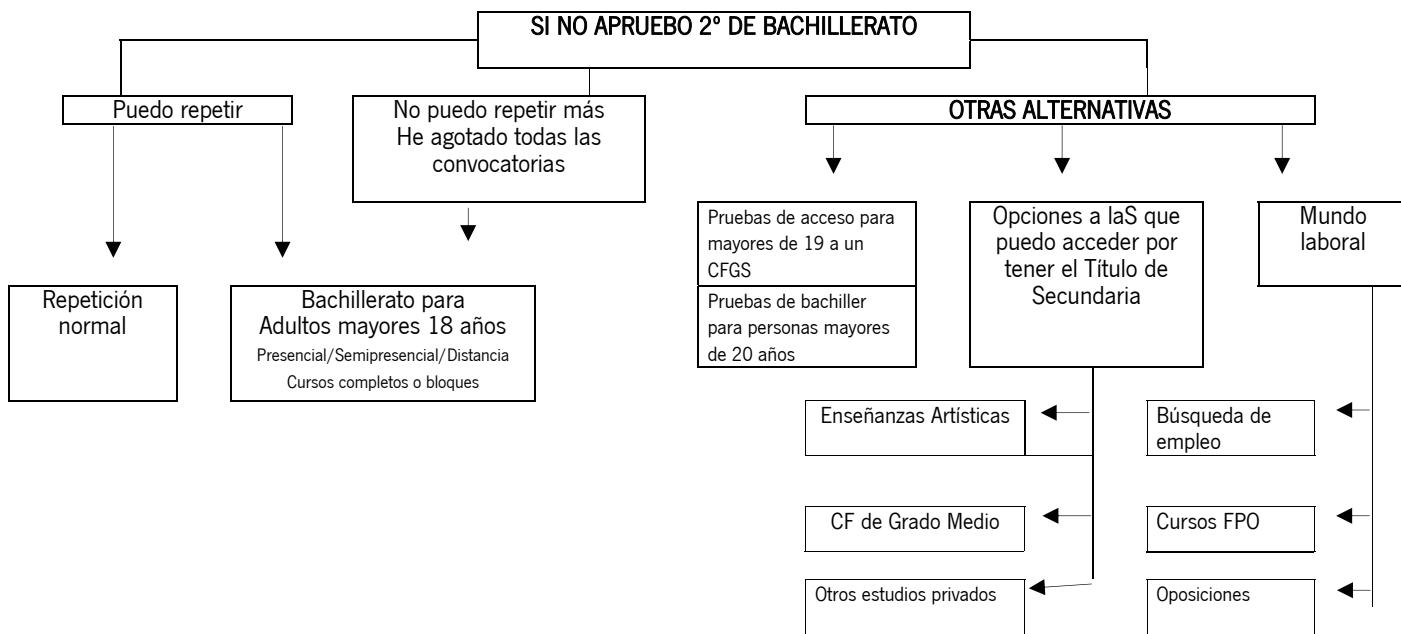 SI NO APRUEBO 2º DE BACHILLERATO
Puedo repetir
No puedo repetir más
He agotado todas las
convocatorias
OTRAS ALTERNATIVAS
Repetición
normal
Bachillerato para
Adultos mayores 18 años
Presencial/Semipresencial/Distancia
Cursos completos o bloques
Pruebas de acceso para
mayores de 19 a un
CFGS
Pruebas de bachiller
para personas mayores
de 20 años
Opciones a laS que
puedo acceder por
tener el Título de
Secundaria
Mundo
laboral
Enseñanzas Artísticas
CF de Grado Medio
Otros estudios privados
Búsqueda de
empleo
Cursos FPO
Oposiciones